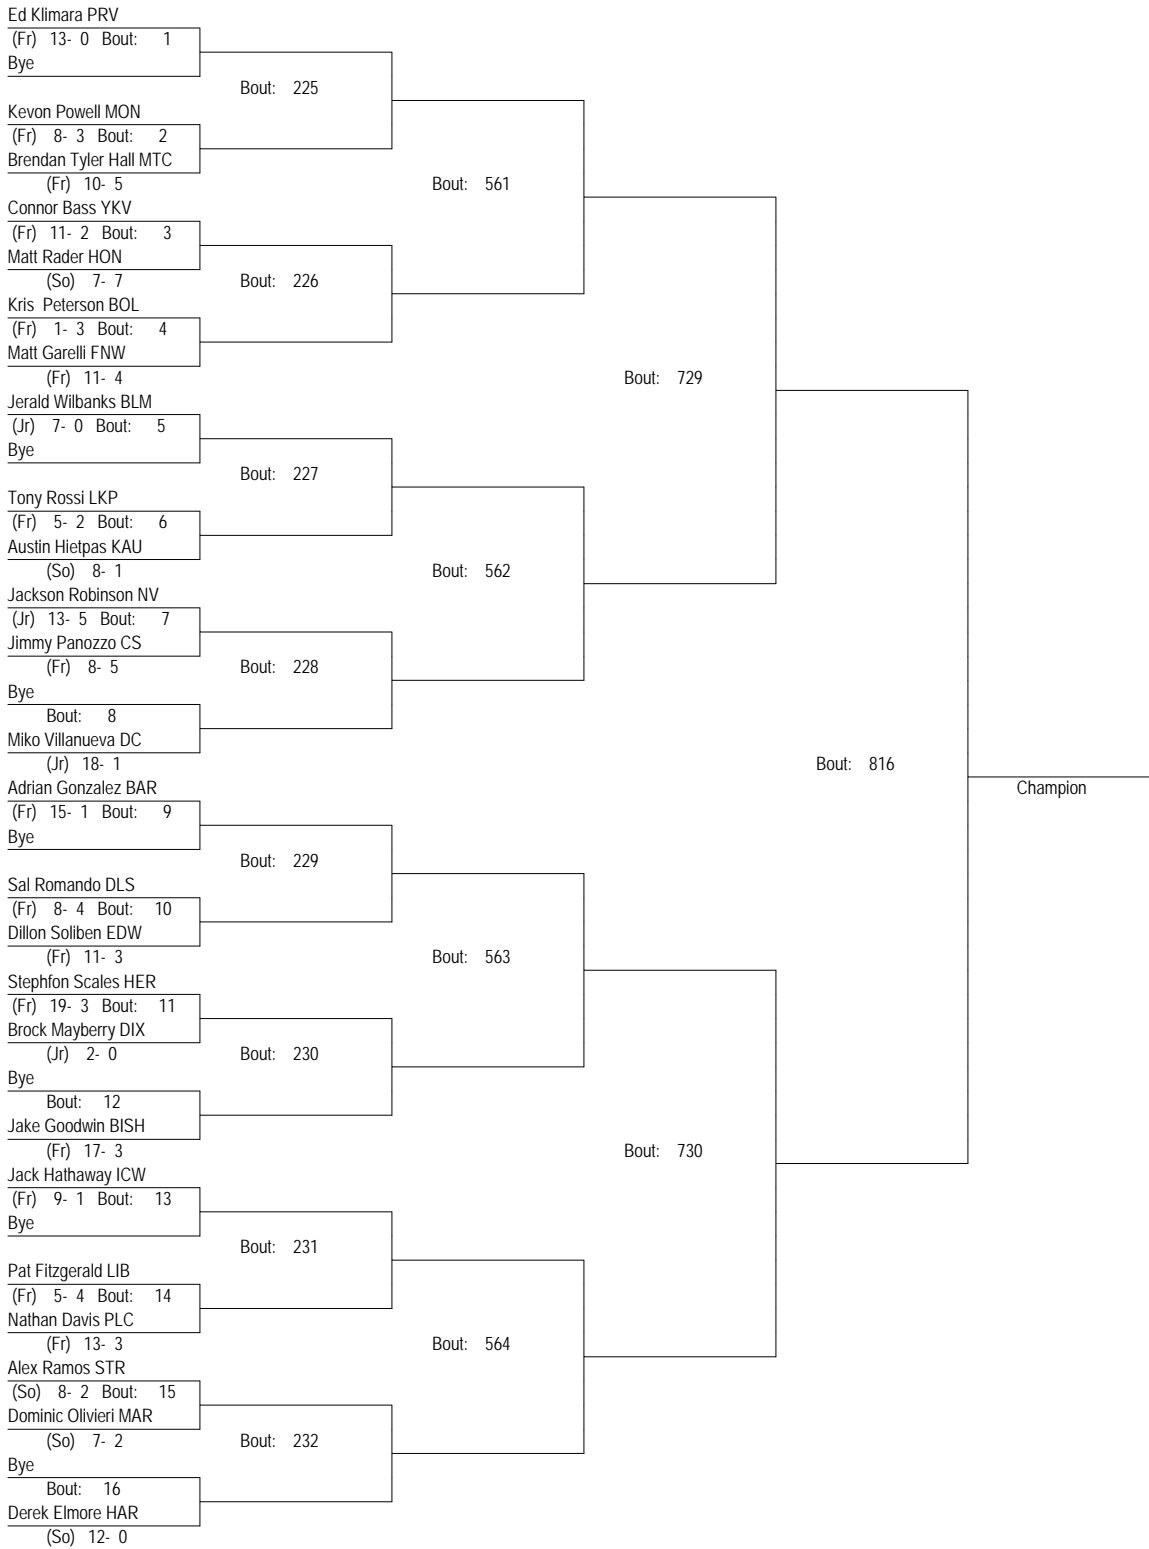 Ed Klimara PRV
(Fr) 13- 0 Bout: 1
Bye
Bout: 225
Kevon Powell MON
(Fr) 8- 3 Bout: 2
Brendan Tyler Hall MTC
(Fr) 10- 5
Bout: 561
Connor Bass YKV
(Fr) 11- 2 Bout: 3
Matt Rader HON
(So) 7- 7
Bout: 226
Kris Peterson BOL
(Fr) 1- 3 Bout: 4
Matt Garelli FNW
(Fr) 11- 4
Bout: 729
Jerald Wilbanks BLM
(Jr) 7- 0 Bout: 5
Bye
Bout: 227
Tony Rossi LKP
(Fr) 5- 2 Bout: 6
Austin Hietpas KAU
(So) 8- 1
Bout: 562
Jackson Robinson NV
(Jr) 13- 5 Bout: 7
Jimmy Panozzo CS
(Fr) 8- 5
Bout: 228
Bye
Bout: 8
Miko Villanueva DC
(Jr) 18- 1
Bout: 816
Champion
Adrian Gonzalez BAR
(Fr) 15- 1 Bout: 9
Bye
Bout: 229
Sal Romando DLS
(Fr) 8- 4 Bout: 10
Dillon Soliben EDW
(Fr) 11- 3
Bout: 563
Stephfon Scales HER
(Fr) 19- 3 Bout: 11
Brock Mayberry DIX
(Jr) 2- 0
Bout: 230
Bye
Bout: 12
Jake Goodwin BISH
(Fr) 17- 3
Bout: 730
Jack Hathaway ICW
(Fr) 9- 1 Bout: 13
Bye
Bout: 231
Pat Fitzgerald LIB
(Fr) 5- 4 Bout: 14
Nathan Davis PLC
(Fr) 13- 3
Bout: 564
Alex Ramos STR
(So) 8- 2 Bout: 15
Dominic Olivieri MAR
(So) 7- 2
Bout: 232
Bye
Bout: 16
Derek Elmore HAR
(So) 12- 0